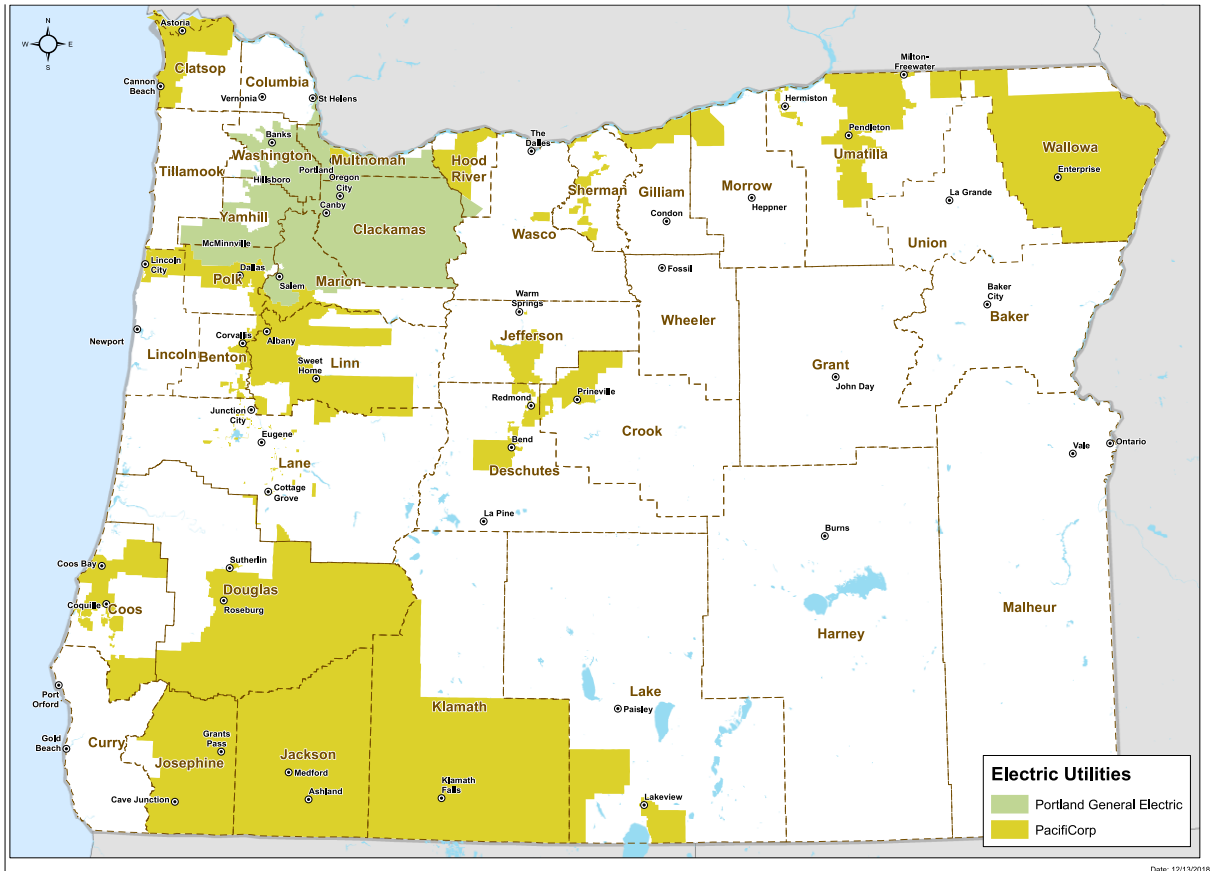 N
W
E
S
Astoria
Clatsop
Cannon
Beach
Columbia
Vernonia
St Helens
Milton-
Freewater
Hermiston
Pendleton
Umatilla
Wallowa
Enterprise
The
Dalles
Banks
Washington
Multnomah
Hood
River
Tillamook
Hillsboro
Portland
Oregon
City
Canby
Sherman
Gilliam
Morrow
Heppner
La Grande
Condon
Yamhill
Clackamas
Wasco
Union
McMinnville
Lincoln
City
Dallas
Polk
Salem
Marion
Fossil
Baker
City
Baker
Warm
Springs
Wheeler
Newport
Corvallis
Albany
Jefferson
Lincoln
Benton
Linn
Sweet
Home
Grant
John Day
Redmond
Prineville
Junction
City
Crook
Eugene
Bend
Ontario
Vale
Lane
Deschutes
Cottage
Grove
La Pine
Burns
Coos Bay
Sutherlin
Douglas
Coquille
Coos
Roseburg
Malheur
Harney
Port
Orford
Lake
Klamath
Paisley
Gold
Beach
Curry
Grants
Pass
Josephine
Jackson
Medford
Klamath
Falls
Cave Junction
Ashland
Lakeview
Electric Utilities
Portland General Electric
PacifiCorp
Date: 12/13/2018